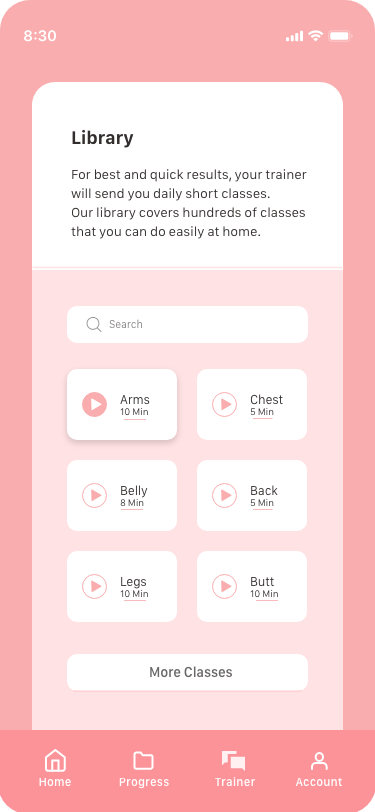 8:30
Library
For best and quick results, your trainer
will send you daily short classes.
Our library covers hundreds of classes
that you can do easily at home.
Search
Arms
10 Min
Chest
5 Min
Belly
8 Min
Back
5 Min
Legs
10 Min
Butt
10 Min
More Classes
Home
Progress
Trainer
Account